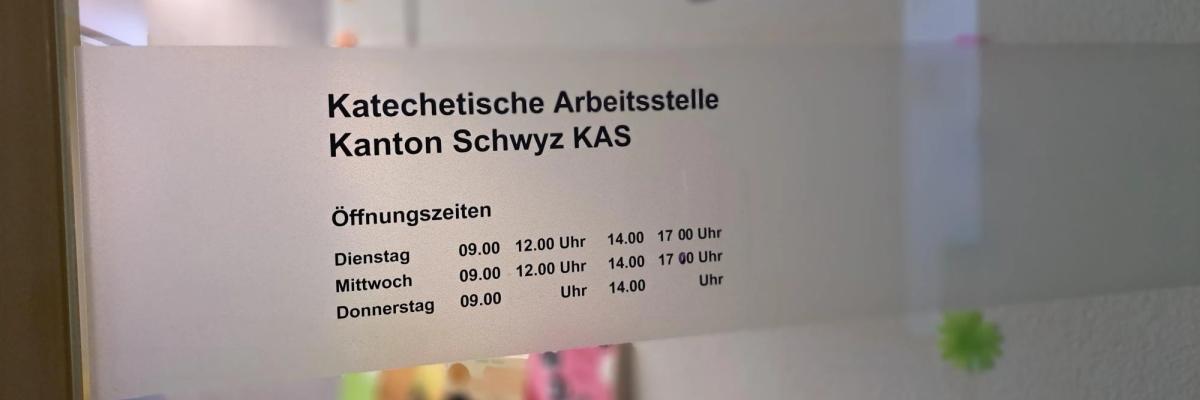 Katechetische Arbeitsstelle
Kanton Schwyz KAS
Öffnungszeiten
Dienstag 09.00 12.00 Uhr 14.00 17 00 Uhr
Mittwoch 09.00 12.00 Uhr 14.00 17 00 Uhr
Donnerstag 09.00 Uhr 14.00 Uhr